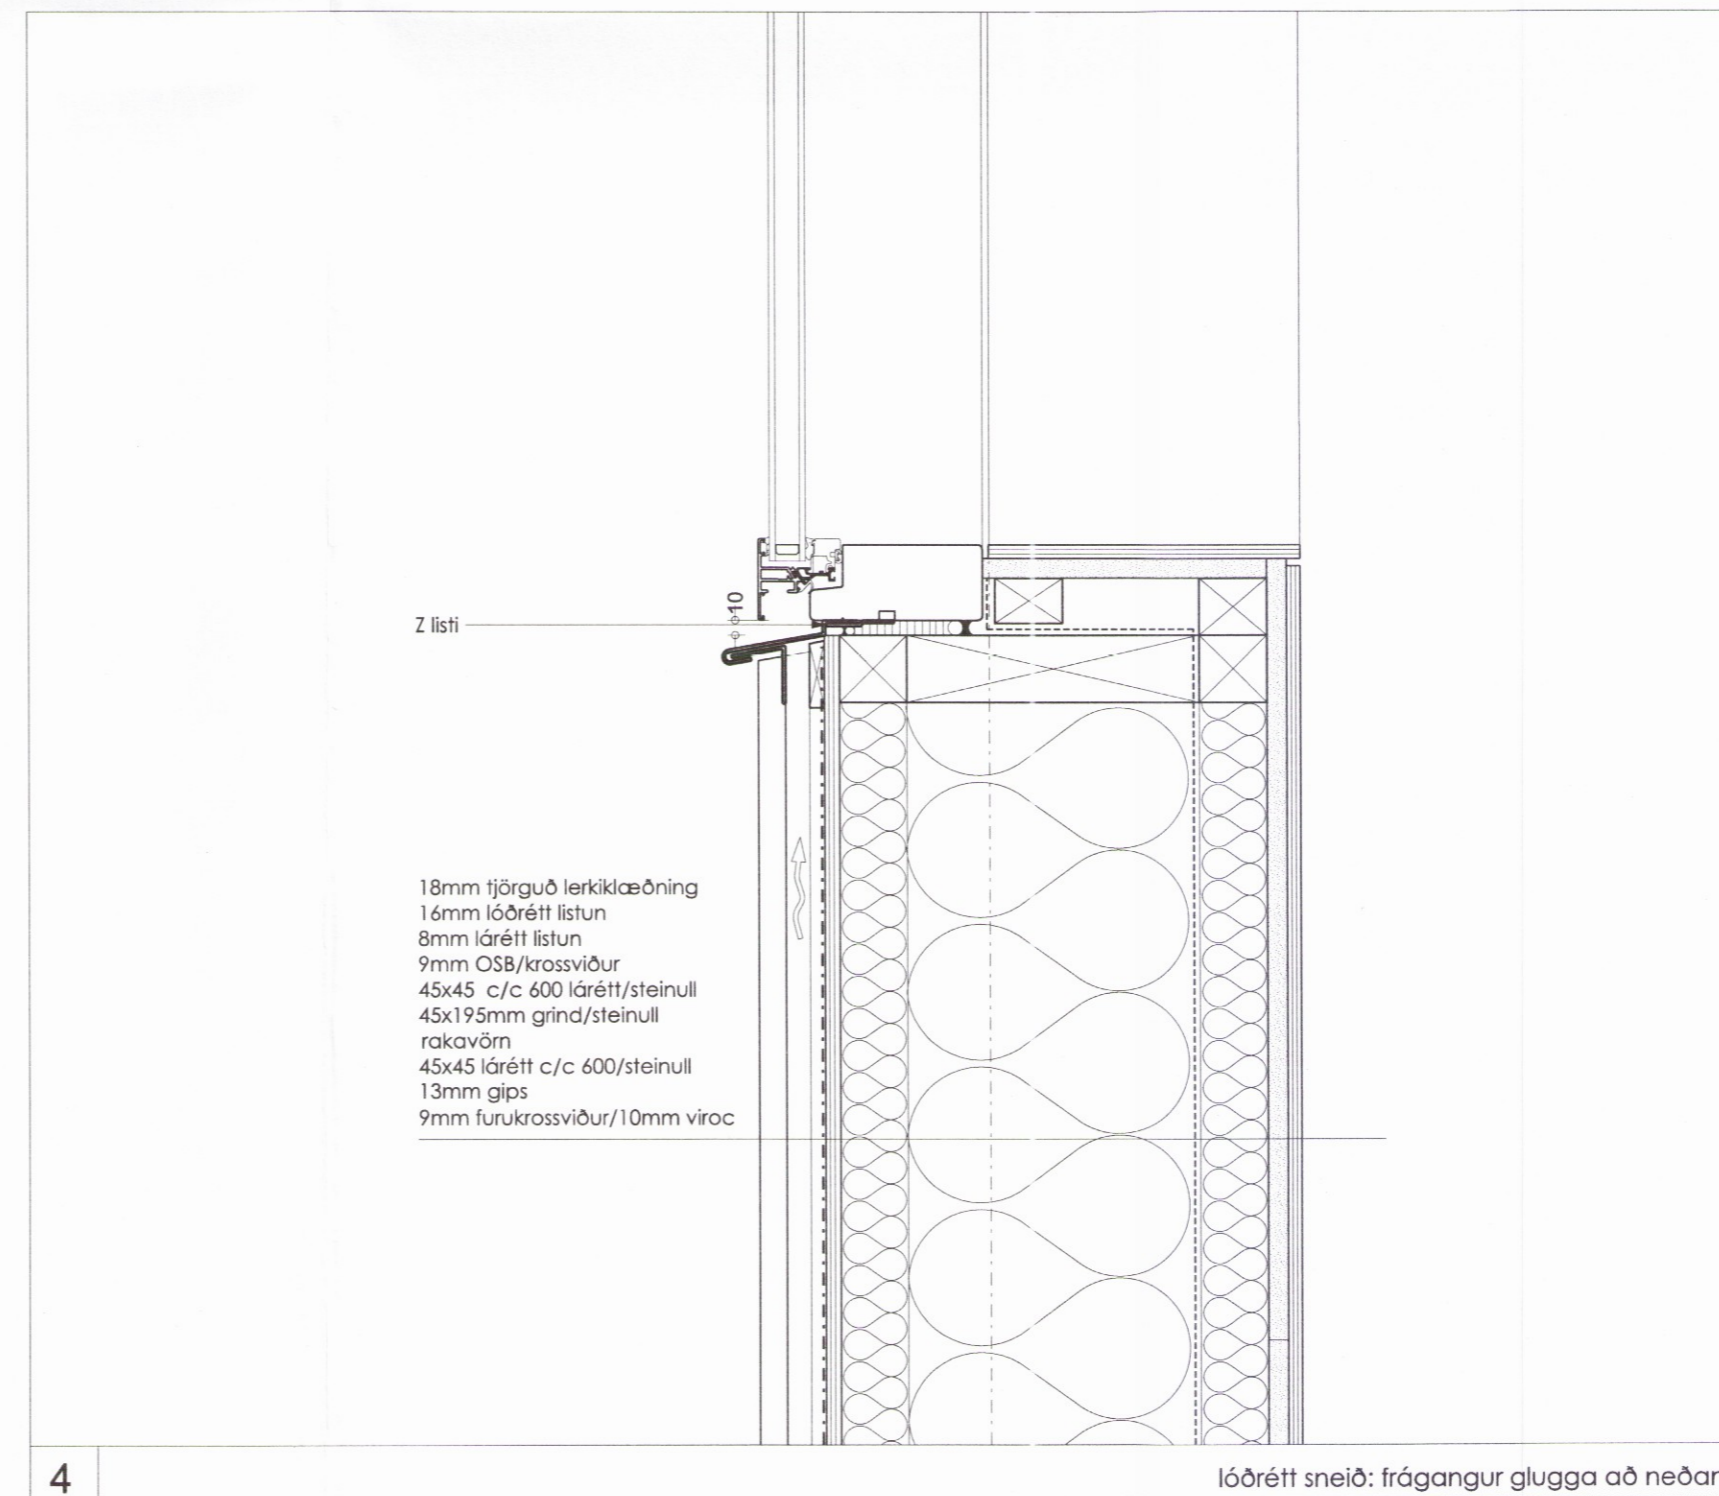 10
Z listi
18mm tjörguð lerkiklæðning
16mm lóðrétt listun
8mm lárétt listun
9mm OSB/krossviður
45x45 c/c 600 lárétt/steinull
45x195mm grind/steinull
rakavörn
45x45 lárétt c/c 600/steinull
13mm gips
9mm furukrossviður/10mm viroc
4
lóðrétt sneið: frágangur glugga að neðan